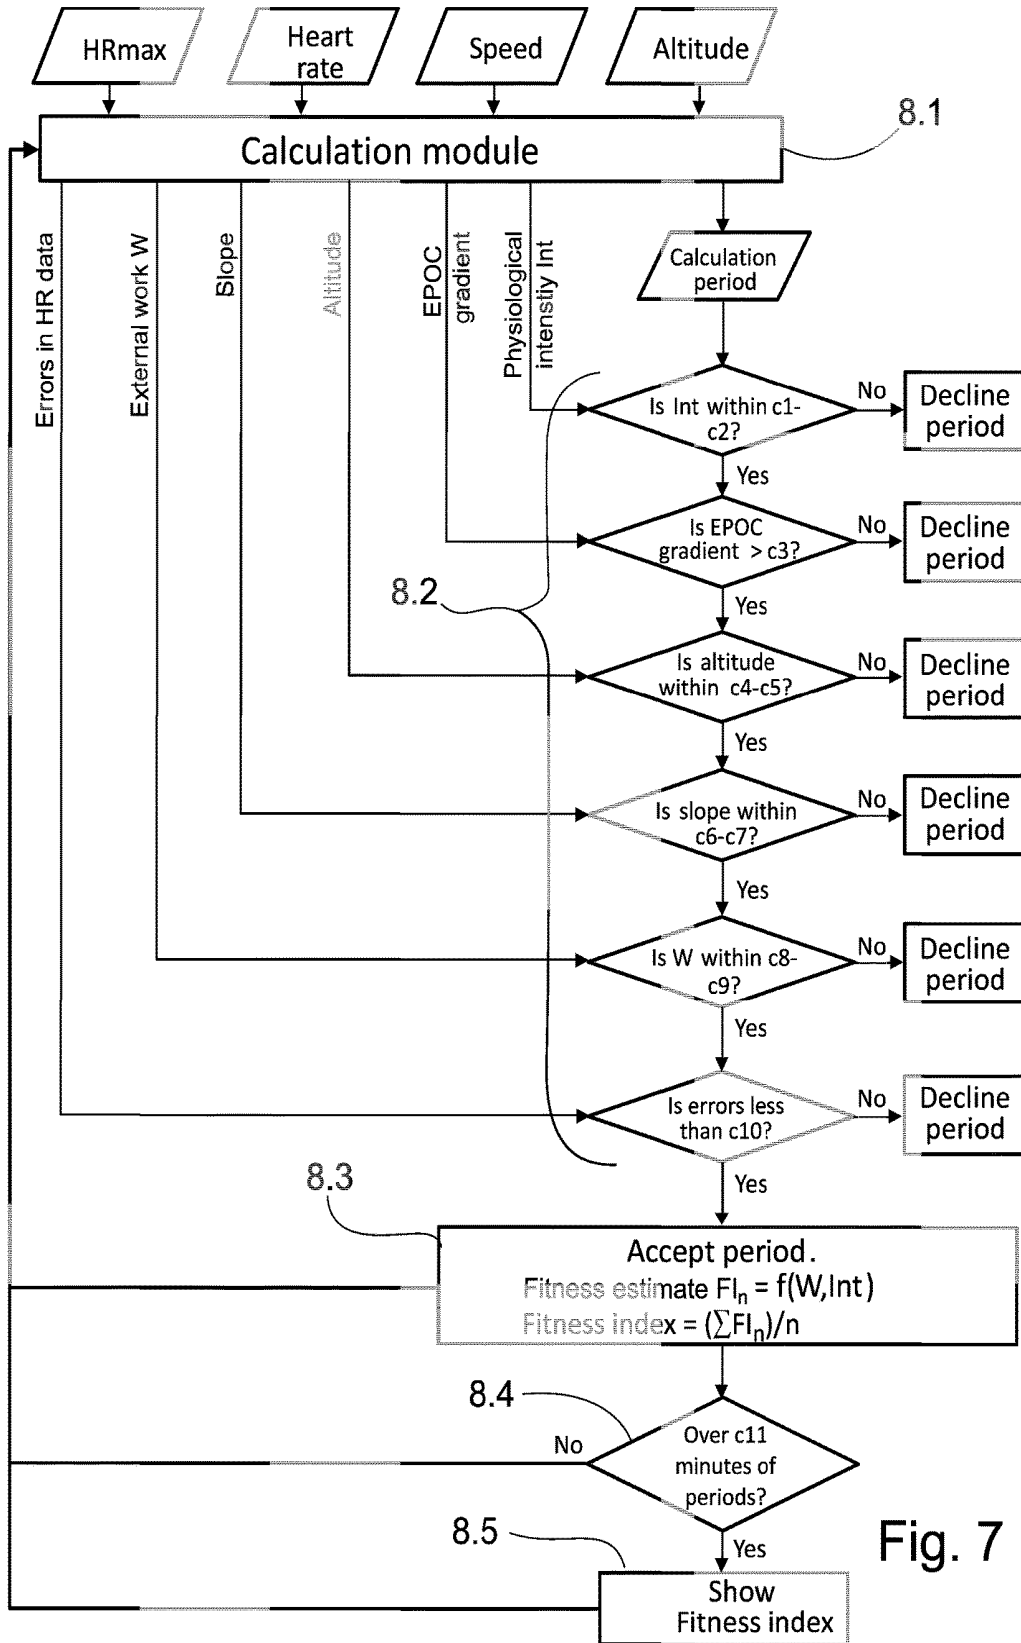 HRmax
Heart
rate
Speed
Altitude
8.1
Calculation module
Errors in HR data
External work W
Slope
Altitude
EPOC
gradient
Physiological
intenstiy Int
Calculation
period
Is Int within c1-
c2?
No
Decline
period
Yes
Is EPOC
gradient > c3?
No
Decline
period
8.2
Yes
Is altitude
within c4-c5?
No
Decline
period
Yes
Is slope within
c6-c7?
No
Decline
period
Yes
Is W within c8-
c9?
No
Decline
period
Yes
Is errors less
than c10?
No
Decline
period
Yes
8.3
Accept period.
Fitness estimate FIn = f(W,Int)
Fitness index = (∑FIn)/n
8.4
Over c11
minutes of
periods?
No
Yes
8.5
Show
Fitness index
Fig. 7